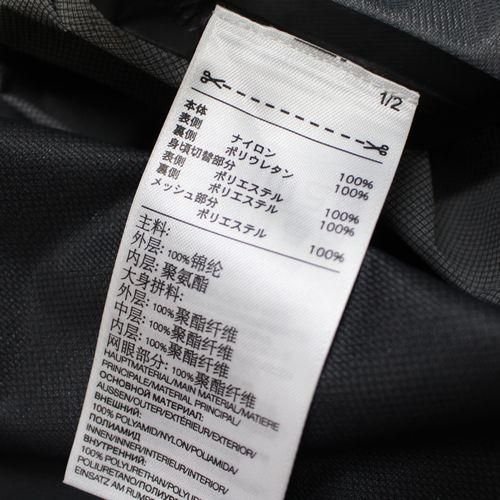 1/2
本体
表側 ナイロン 100%
裏側 ポリウレタン 100%
身頃切替部分
表側 ポリエステル 100%
裏側 ポリエステル 100%
メッシュ部分
ポリエステル 100%
主料:
外层: 100%锦纶
内层: 聚氨酯
大身拼料:
外层: 100%聚酯纤维
中层: 100%聚酯纤维
内层: 100%聚酯纤维
网眼部分: 100%聚酯纤维
HAUPTMATERIAL/MAIN MATERIAL/MATIERE
PRINCIPALE/MATERIAL PRINCIPAL/
ОСНОВНОЙ МАТЕРИАЛ:
AUSSEN/OUTER/EXTERIEUR/EXTERIOR/
ВНЕШНИЙ:
100% POLYAMID/NYLON/POLIAMIDA/
ПОЛИАМИД
INNEN/INNER/INTERIEUR/INTERIOR/
ВНУТРЕННИЙ:
100% POLYURETHAN/POLYURETHANE/
POLIURETANO/ПОЛИУРЕТАН
EINSATZ AM RUMPF